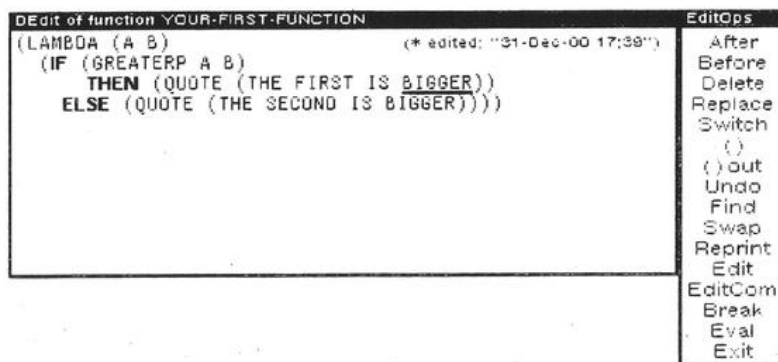 DEdit of function YOUR-FIRST-FUNCTION
(LAMBDA (A B) (* edited: "31-Dec-00 17:39")
(IF (GREATERP A B)
THEN (QUOTE (THE FIRST IS BIGGER))
ELSE (QUOTE (THE SECOND IS BIGGER))))
EditOps
After
Before
Delete
Replace
Switch
()
() out
Undo
Find
Swap
Reprint
Edit
EditCom
Break
Eval
Exit